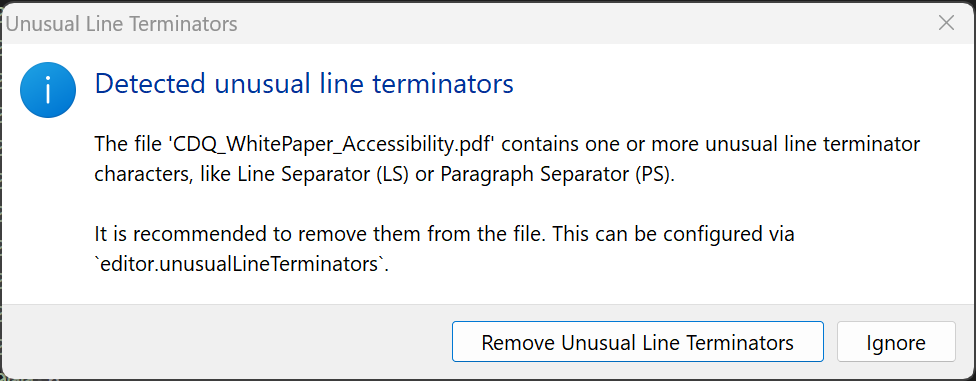 Unusual Line Terminators
Detected unusual line terminators
The file 'CDQ_WhitePaper_Accessibility.pdf' contains one or more unusual line terminator
characters, like Line Separator (LS) or Paragraph Separator (PS).
It is recommended to remove them from the file. This can be configured via
`editor.unusualLineTerminators`.
Remove Unusual Line Terminators
Ignore